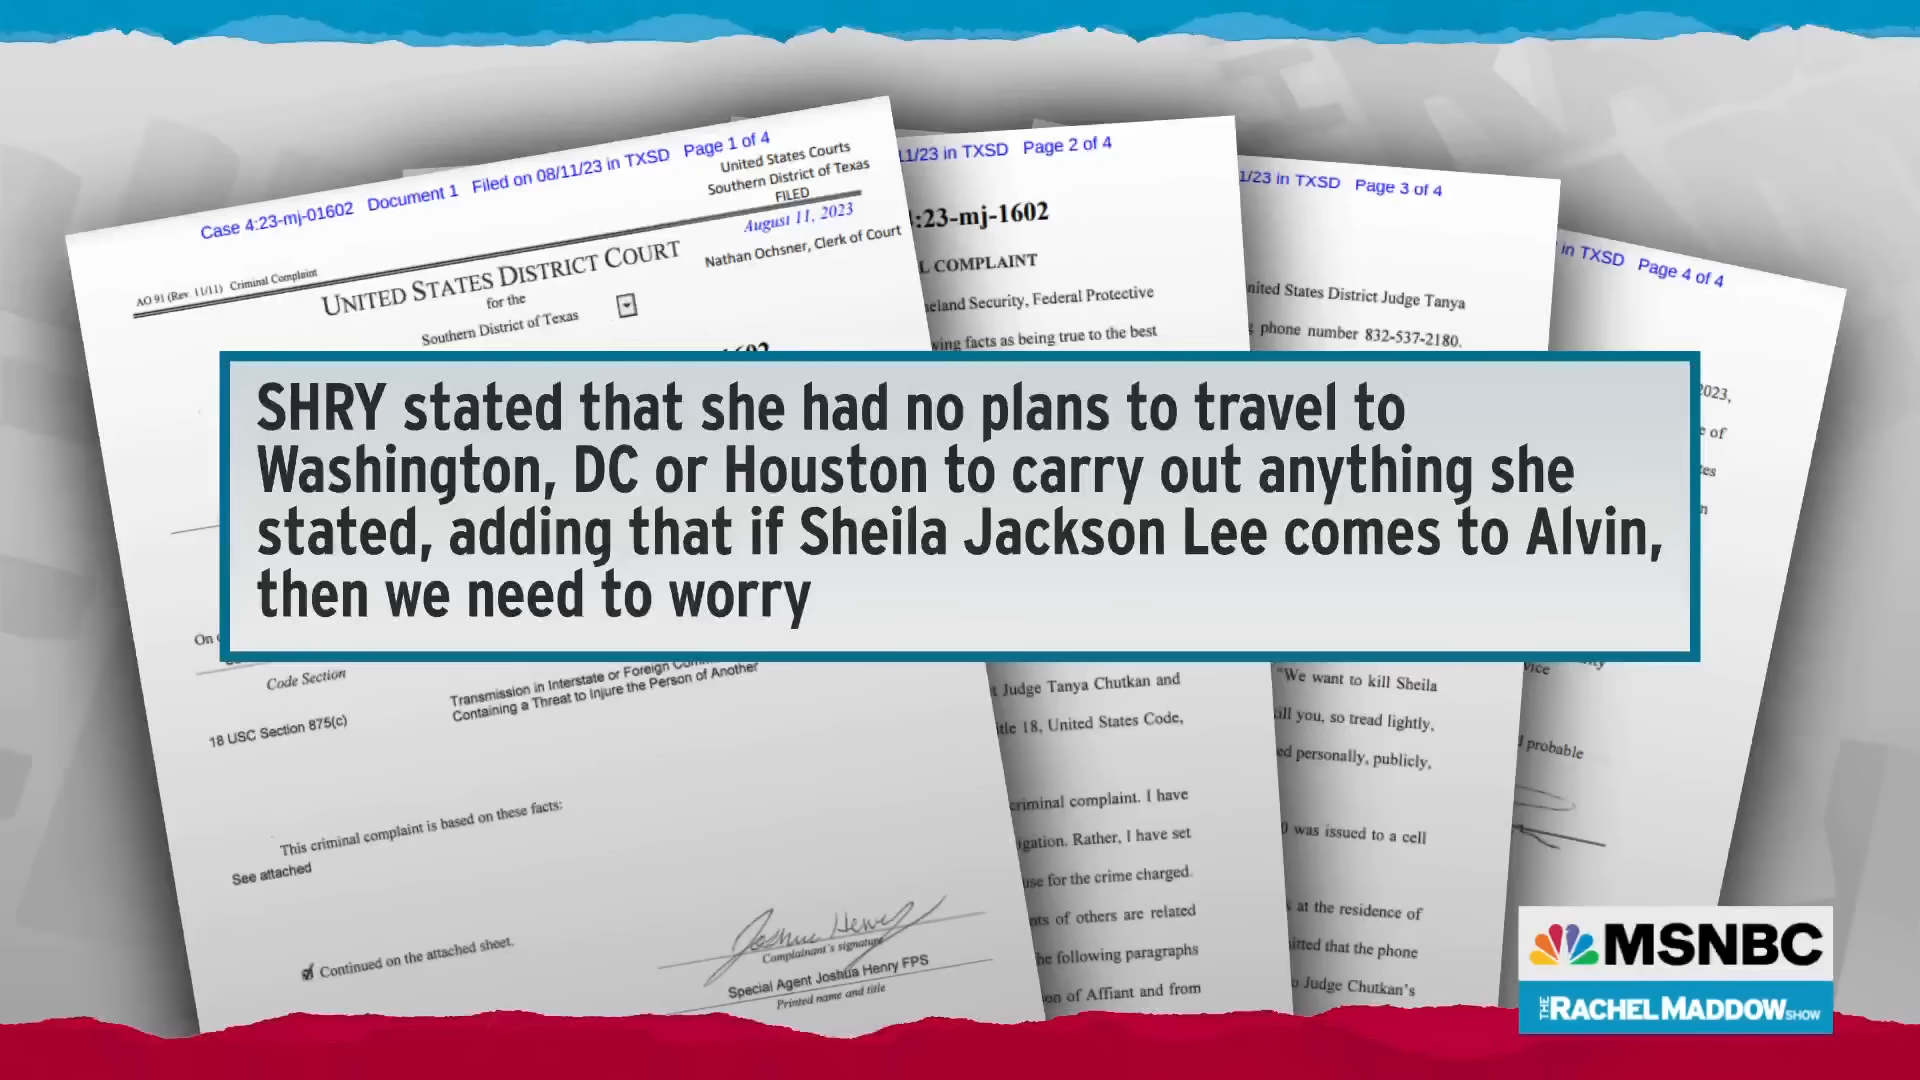 Case 4:23-mj-01602 Document 1 Filed on 08/11/23 in TXSD Page 1 of 4
United States Courts
Southern District of Texas
FILED
August 11, 2023
Nathan Ochsner, Clerk of Court
AO 91 (Rev. 11/11) Criminal Complaint
UNITED STATES DISTRICT COURT
for the
Southern District of Texas
11/23 in TXSD Page 2 of 4
:23-mj-1602
L COMPLAINT
eland Security, Federal Protective
wing facts as being true to the best
1/23 in TXSD Page 3 of 4
nited States District Judge Tanya
phone number 832-537-2180.
in TXSD Page 4 of 4
2023,
e of
SHRY stated that she had no plans to travel to
Washington, DC or Houston to carry out anything she
stated, adding that if Sheila Jackson Lee comes to Alvin,
then we need to worry
On
Code Section
18 USC Section 875(c)
Transmission in Interstate or Foreign
Containing a Threat to Injure the Person of Another
This criminal complaint is based on these facts:
See attached
Continued on the attached sheet.
Joshua Henry
Complainant's signature
Special Agent Joshua Henry FPS
Printed name and title
t Judge Tanya Chutkan and
tle 18, United States Code,
criminal complaint. I have
igation. Rather, I have set
use for the crime charged.
nts of others are related
he following paragraphs
on of Affiant and from
"We want to kill Sheila
ill you, so tread lightly,
ed personally, publicly,
0 was issued to a cell
at the residence of
itted that the phone
o Judge Chutkan's
vice
probable
MSNBC
THE RACHEL MADDOW SHOW